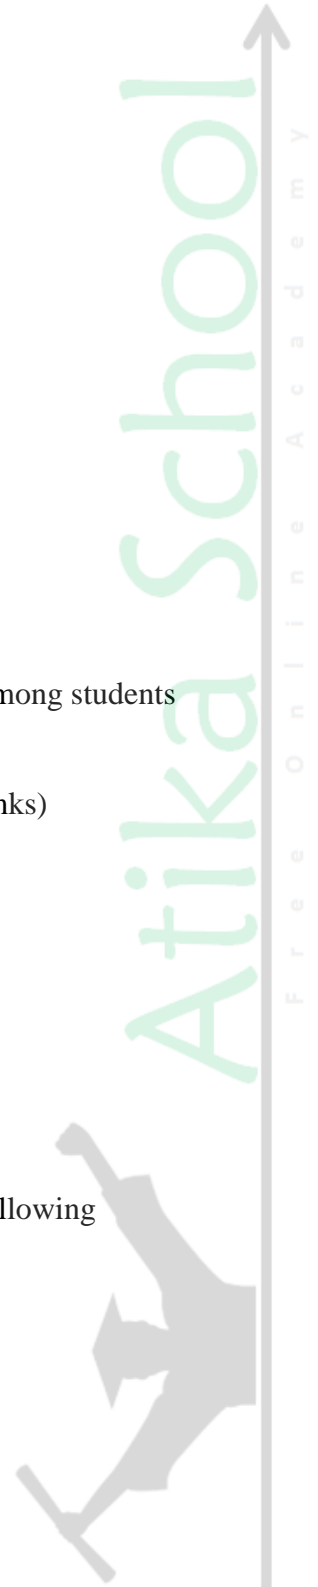 mong students
nks)
llowing
Atika School
Free Online Academy